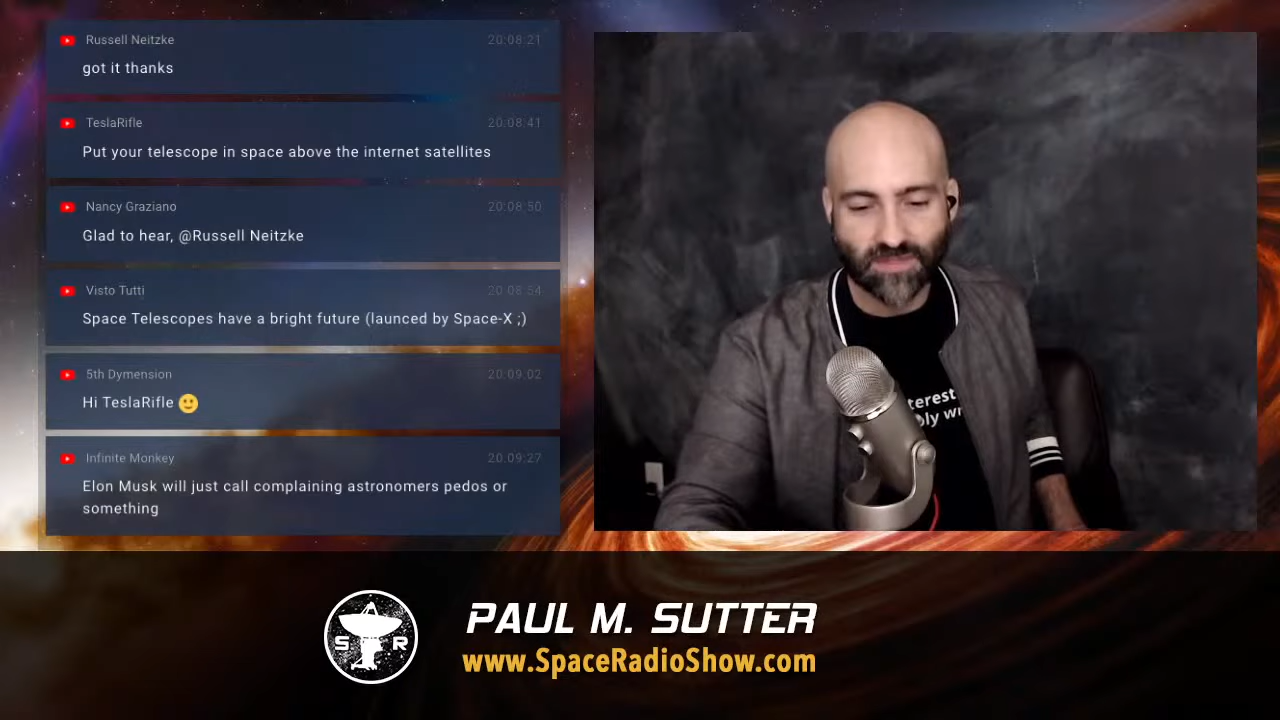 Russell Neitzke 20:08:21
got it thanks
TeslaRifle 20:08:41
Put your telescope in space above the internet satellites
Nancy Graziano 20:08:50
Glad to hear, @Russell Neitzke
Visto Tutti 20:08:54
Space Telescopes have a bright future (launced by Space-X ;)
5th Dymension 20:09:02
Hi TeslaRifle 🙂
Infinite Monkey 20:09:27
Elon Musk will just call complaining astronomers pedos or
something
S R
PAUL M. SUTTER
www.SpaceRadioShow.com